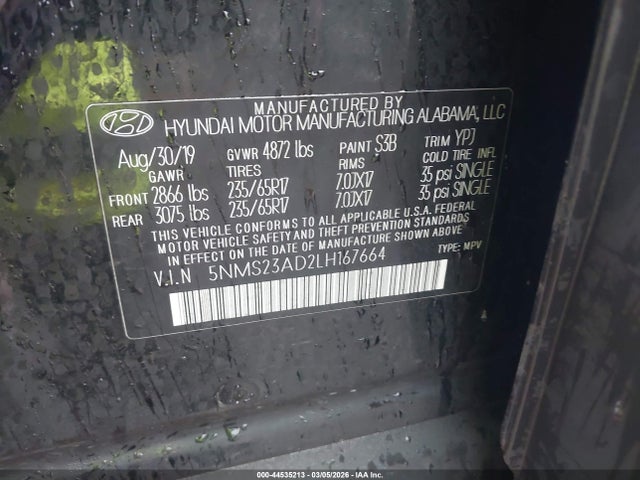 MANUFACTURED BY
HYUNDAI MOTOR MANUFACTURING ALABAMA, LLC
Aug/30/19 GVWR 4872 lbs PAINT S3B TRIM YPJ
GAWR TIRES RIMS COLD TIRE INFL
FRONT 2866 lbs 235/65R17 7.0JX17 35 psi SINGLE
REAR 3075 lbs 235/65R17 7.0JX17 35 psi SINGLE
THIS VEHICLE CONFORMS TO ALL APPLICABLE U.S.A. FEDERAL
MOTOR VEHICLE SAFETY AND THEFT PREVENTION STANDARDS
IN EFFECT ON THE DATE OF MANUFACTURE SHOWN ABOVE.
V.I.N 5NMS23AD2LH167664 TYPE: MPV
000-44535213 - 03/05/2026 - © IAA Inc.